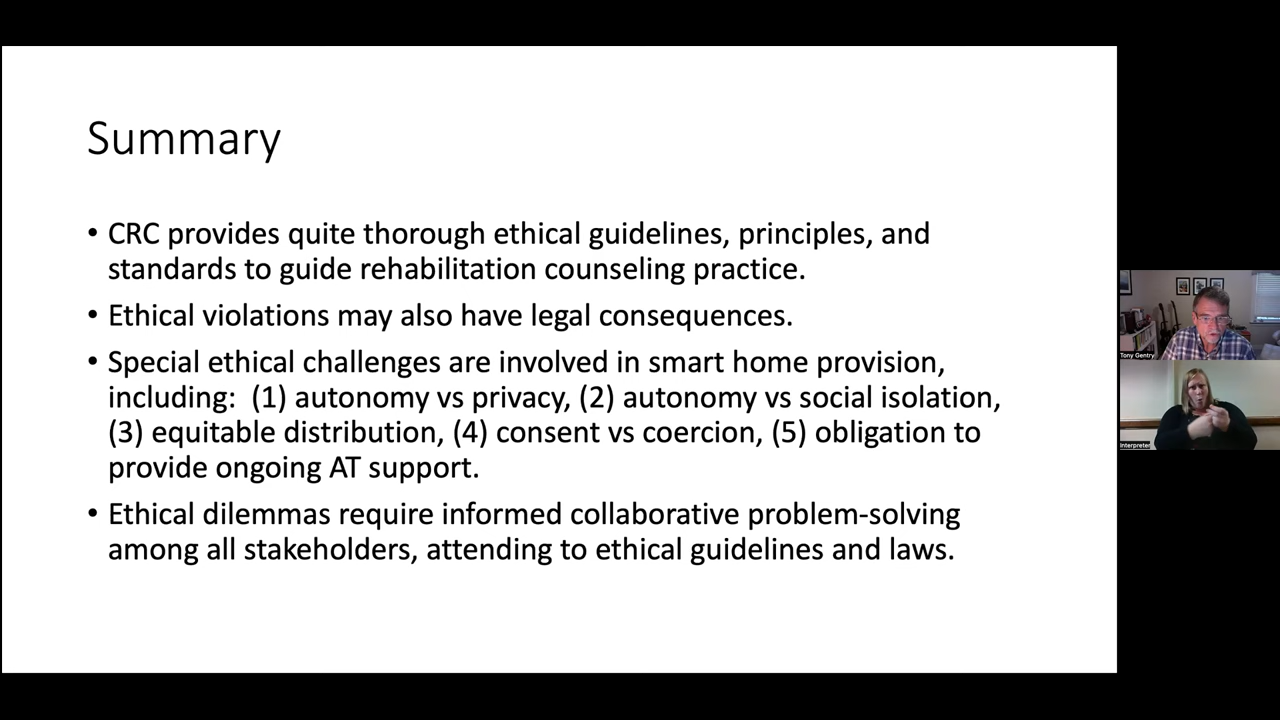 Summary
• CRC provides quite thorough ethical guidelines, principles, and
standards to guide rehabilitation counseling practice.
• Ethical violations may also have legal consequences.
• Special ethical challenges are involved in smart home provision,
including:  (1) autonomy vs privacy, (2) autonomy vs social isolation,
(3) equitable distribution, (4) consent vs coercion, (5) obligation to
provide ongoing AT support.
• Ethical dilemmas require informed collaborative problem-solving
among all stakeholders, attending to ethical guidelines and laws.
Tony Gentry
Interpreter